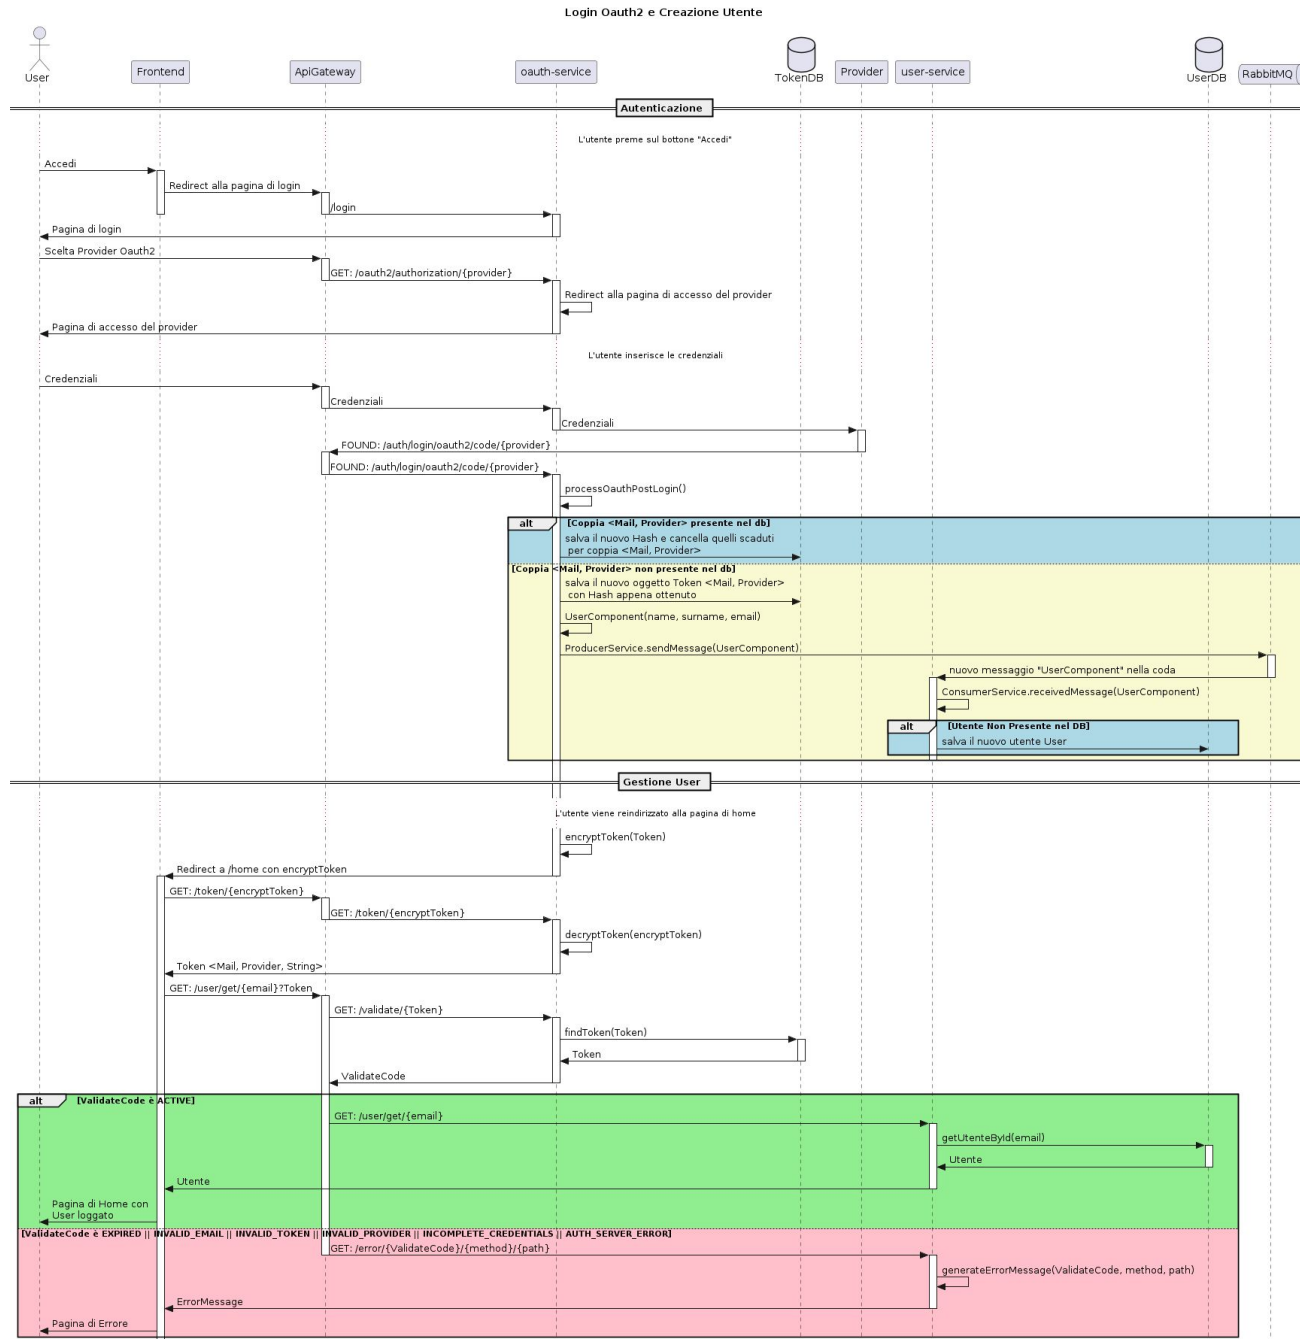 Login Oauth2 e Creazione Utente
User
Frontend
ApiGateway
oauth-service
TokenDB
Provider
user-service
UserDB
RabbitMQ
Autenticazione
L'utente preme sul bottone "Accedi"
Accedi
Redirect alla pagina di login
/login
Pagina di login
Scelta Provider Oauth2
GET: /oauth2/authorization/{provider}
Redirect alla pagina di accesso del provider
Pagina di accesso del provider
L'utente inserisce le credenziali
Credenziali
Credenziali
Credenziali
FOUND: /auth/login/oauth2/code/{provider}
FOUND: /auth/login/oauth2/code/{provider}
processOauthPostLogin()
alt
[Coppia <Mail, Provider> presente nel db]
salva il nuovo Hash e cancella quelli scaduti
per coppia <Mail, Provider>
[Coppia <Mail, Provider> non presente nel db]
salva il nuovo oggetto Token <Mail, Provider>
con Hash appena ottenuto
UserComponent(name, surname, email)
ProducerService.sendMessage(UserComponent)
nuovo messaggio "UserComponent" nella coda
ConsumerService.receivedMessage(UserComponent)
alt
[Utente Non Presente nel DB]
salva il nuovo utente User
Gestione User
L'utente viene reindirizzato alla pagina di home
encryptToken(Token)
Redirect a /home con encryptToken
GET: /token/{encryptToken}
GET: /token/{encryptToken}
decryptToken(encryptToken)
Token <Mail, Provider, String>
GET: /user/get/{email}?Token
GET: /validate/{Token}
findToken(Token)
Token
ValidateCode
alt
[ValidateCode è ACTIVE]
GET: /user/get/{email}
getUtenteById(email)
Utente
Utente
Pagina di Home con
User loggato
[ValidateCode è EXPIRED || INVALID_EMAIL || INVALID_TOKEN || INVALID_PROVIDER || INCOMPLETE_CREDENTIALS || AUTH_SERVER_ERROR]
GET: /error/{ValidateCode}/{method}/{path}
generateErrorMessage(ValidateCode, method, path)
ErrorMessage
Pagina di Errore